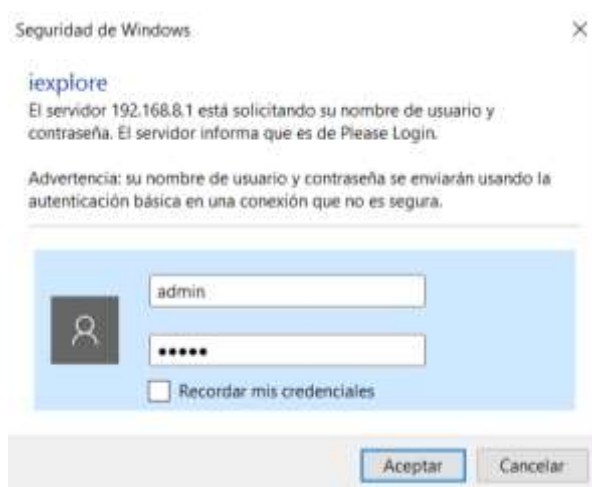 Seguridad de Windows
iexplore
El servidor 192.168.8.1 está solicitando su nombre de usuario y
contraseña. El servidor informa que es de Please Login.
Advertencia: su nombre de usuario y contraseña se enviarán usando la
autenticación básica en una conexión que no es segura.
admin
•••••
Recordar mis credenciales
Aceptar Cancelar